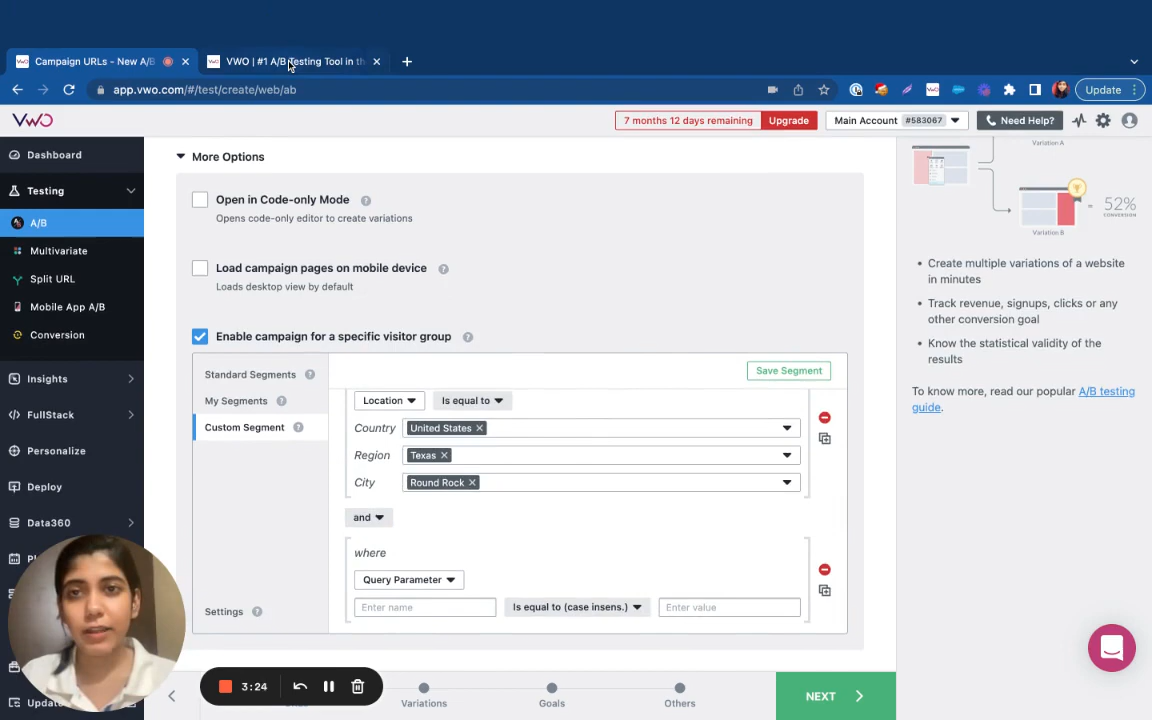 Campaign URLs - New A/B
VWO | #1 A/B Testing Tool in the
app.vwo.com/#/test/create/web/ab
Update
VWO
7 months 12 days remaining
Upgrade
Main Account #583067
Need Help?
Dashboard
Testing
A/B
Multivariate
Split URL
Mobile App A/B
Conversion
Insights
FullStack
Personalize
Deploy
Data360
Pl
Updat
More Options
Open in Code-only Mode
Opens code-only editor to create variations
Load campaign pages on mobile device
Loads desktop view by default
Enable campaign for a specific visitor group
Standard Segments
My Segments
Custom Segment
Settings
Save Segment
Location
Is equal to
Country
United States
Region
Texas
City
Round Rock
and
where
Query Parameter
Enter name
Is equal to (case insens.)
Enter value
3:24
Variations
Goals
Others
NEXT
Variation A
= 52%
CONVERSION
Variation B
• Create multiple variations of a website
in minutes
• Track revenue, signups, clicks or any
other conversion goal
• Know the statistical validity of the
results
To know more, read our popular A/B testing
guide.